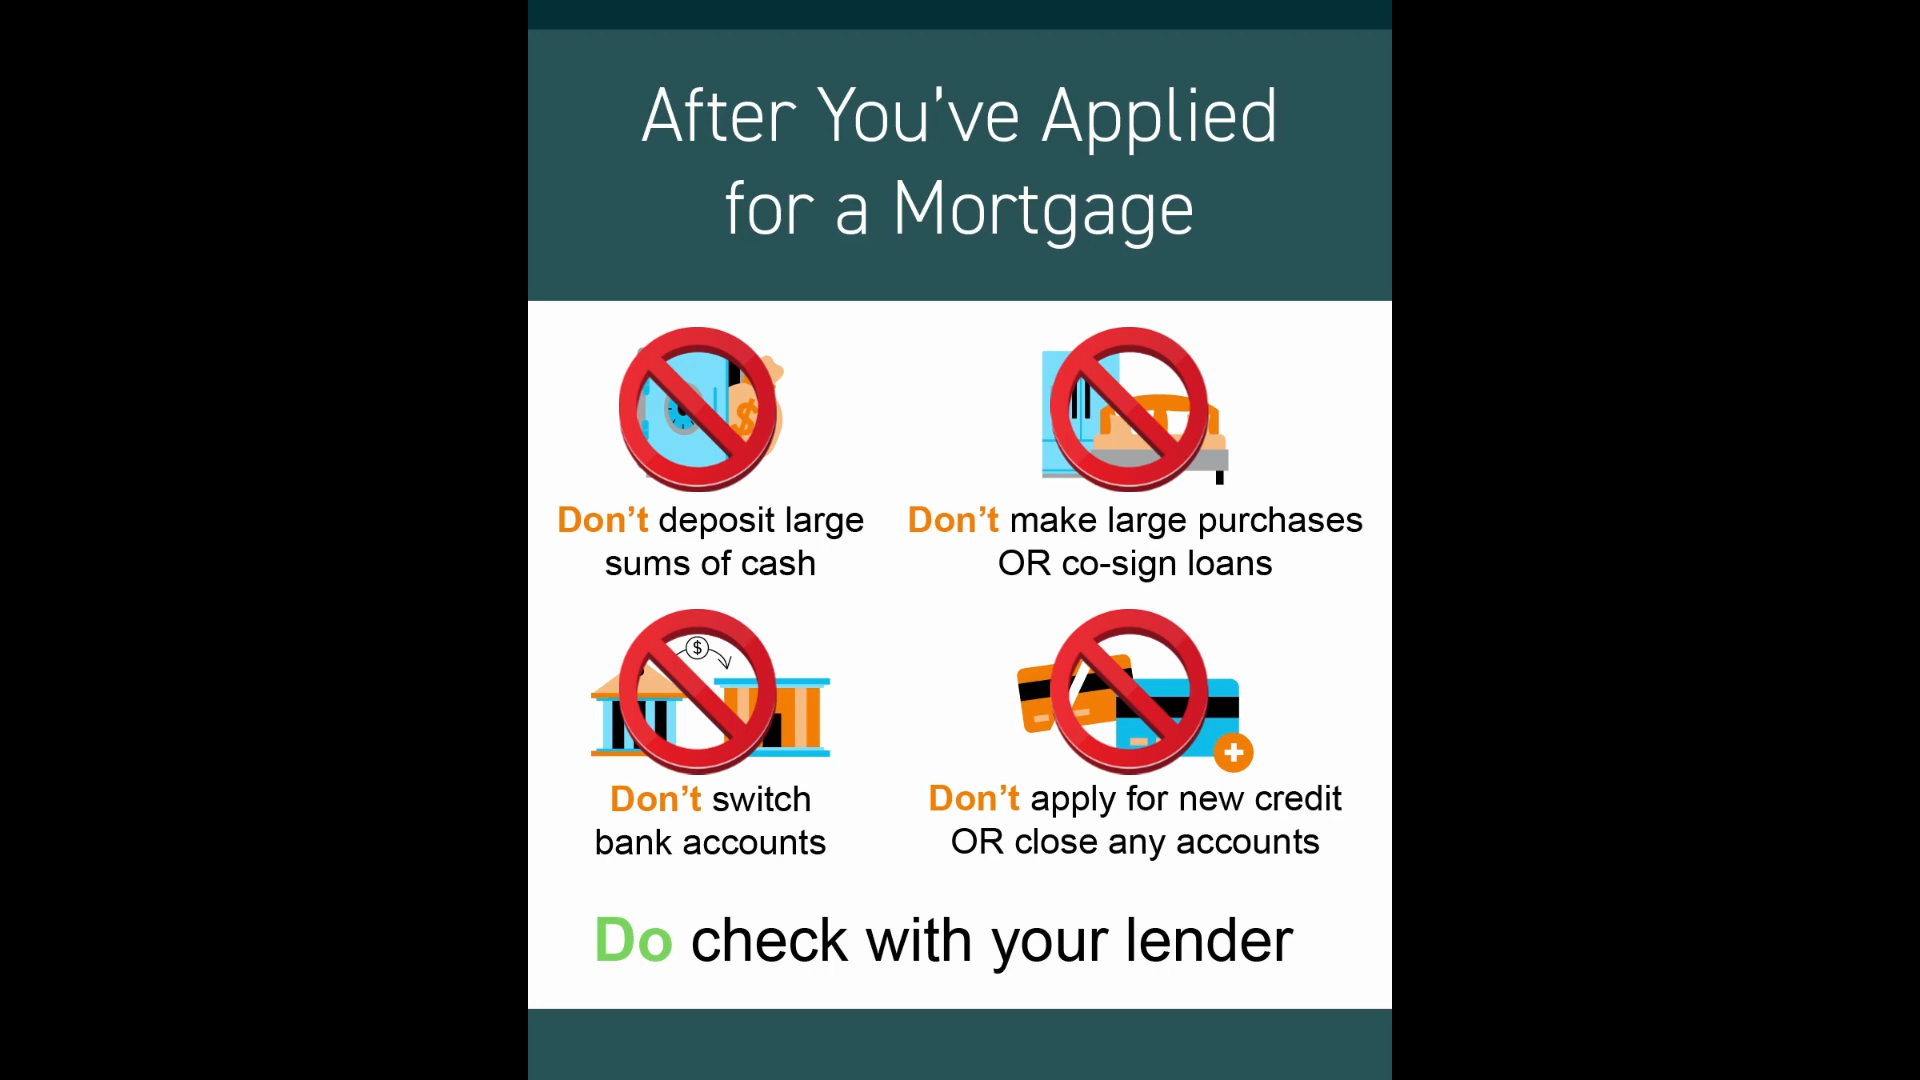 After You’ve Applied
for a Mortgage
$
Don’t deposit large
sums of cash
Don’t make large purchases
OR co-sign loans
$
Don’t switch
bank accounts
Don’t apply for new credit
OR close any accounts
Do check with your lender